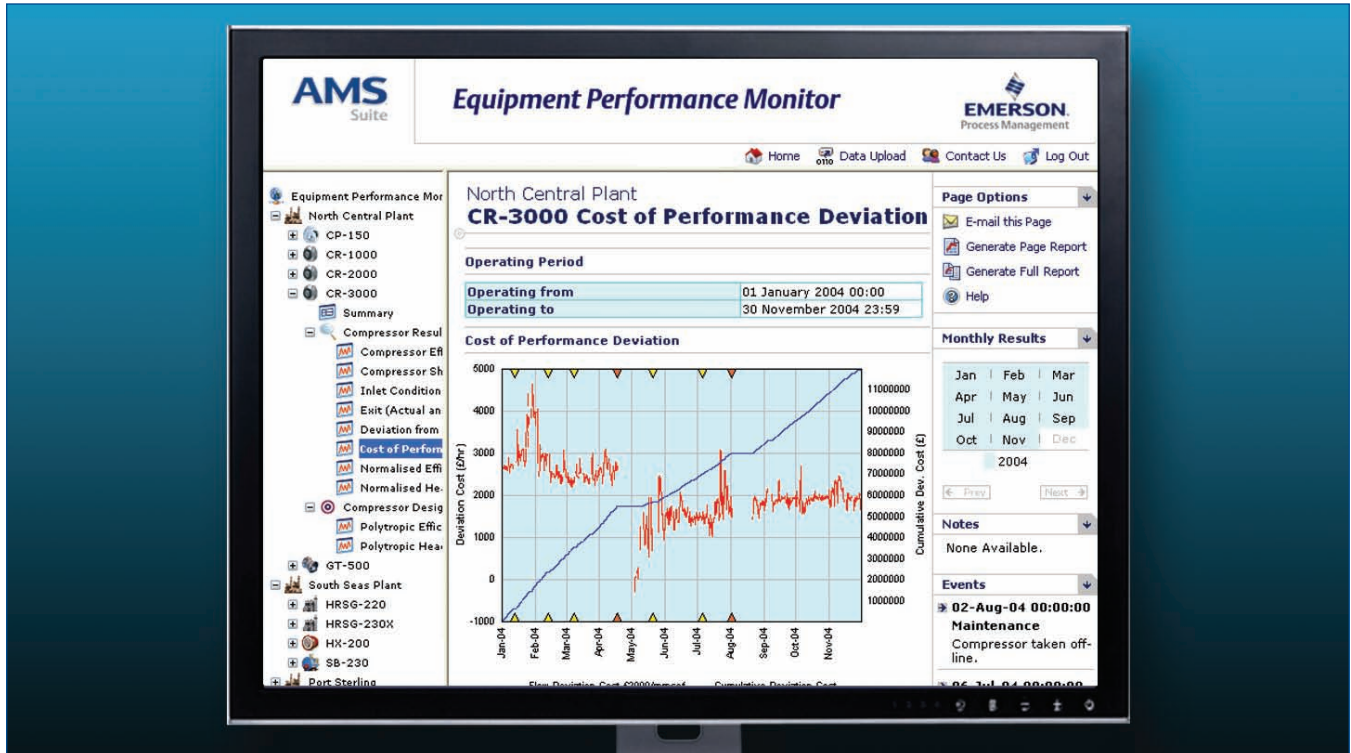 AMS
Suite
Equipment Performance Monitor
EMERSON.
Process Management
Home
0110
Data Upload
Contact Us
Log Out
Equipment Performance Mor
North Central Plant
CP-150
CR-1000
CR-2000
CR-3000
Summary
Compressor Resul
Compressor Eff
Compressor Sh
Inlet Condition
Exit (Actual an
Deviation from
Cost of Perform
Normalised Effi
Normalised He
Compressor Desig
Polytropic Effic
Polytropic Hea
GT-500
South Seas Plant
HRSG-220
HRSG-230X
HX-200
SB-230
Port Sterling
North Central Plant
CR-3000 Cost of Performance Deviation
Operating Period
Operating from 01 January 2004 00:00
Operating to 30 November 2004 23:59
Cost of Performance Deviation
Deviation Cost (£/hr)
5000
4000
3000
2000
1000
0
-1000
11000000
10000000
9000000
8000000
7000000
6000000
5000000
4000000
3000000
2000000
1000000
Cumulative Dev. Cost (£)
Jan-04
Feb-04
Mar-04
Apr-04
May-04
Jun-04
Jul-04
Aug-04
Sep-04
Oct-04
Nov-04
Page Options
E-mail this Page
Generate Page Report
Generate Full Report
Help
Monthly Results
Jan | Feb | Mar
Apr | May | Jun
Jul | Aug | Sep
Oct | Nov | Dec
2004
Prev
Next
Notes
None Available.
Events
02-Aug-04 00:00:00
Maintenance
Compressor taken off-
line.